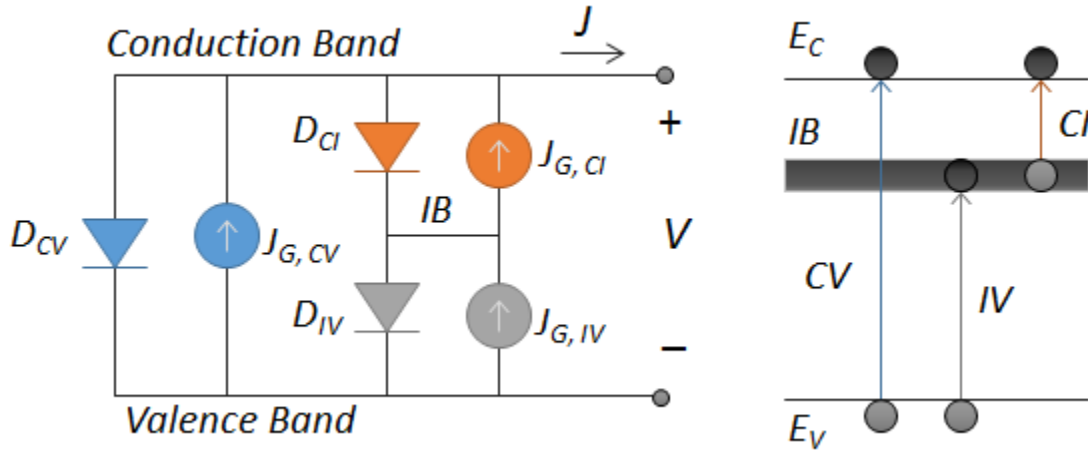 Conduction Band
J
D_CI
J_G, CI
+
IB
D_CV
J_G, CV
V
D_IV
J_G, IV
−
Valence Band
E_C
IB
CI
CV
IV
E_V